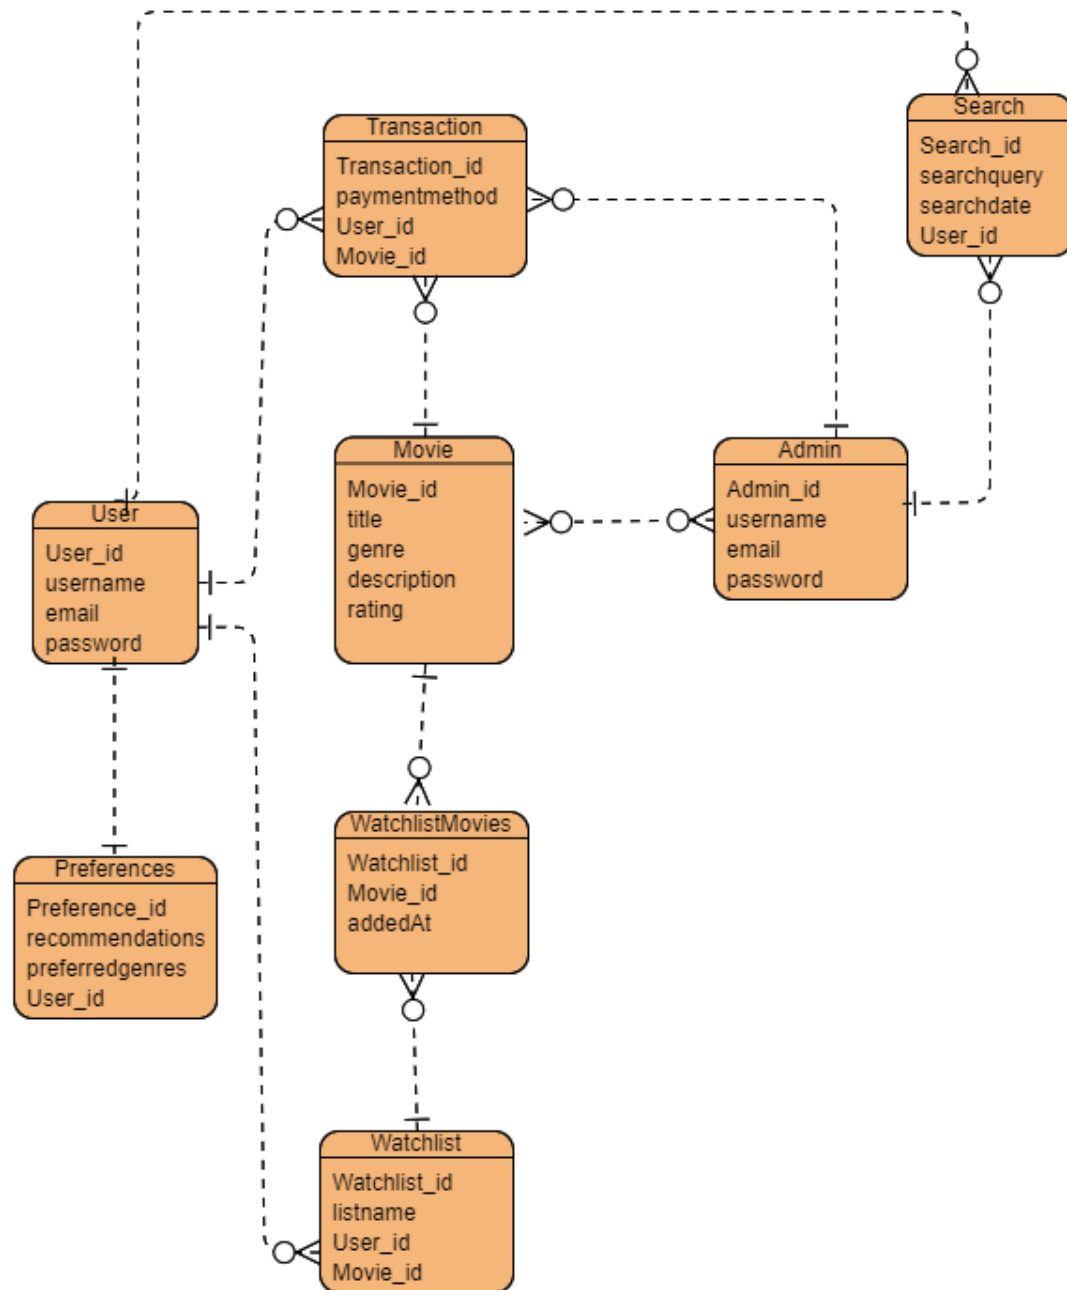 Search
Search_id
searchquery
searchdate
User_id
Transaction
Transaction_id
paymentmethod
User_id
Movie_id
Movie
Movie_id
title
genre
description
rating
Admin
Admin_id
username
email
password
User
User_id
username
email
password
WatchlistMovies
Watchlist_id
Movie_id
addedAt
Preferences
Preference_id
recommendations
preferredgenres
User_id
Watchlist
Watchlist_id
listname
User_id
Movie_id